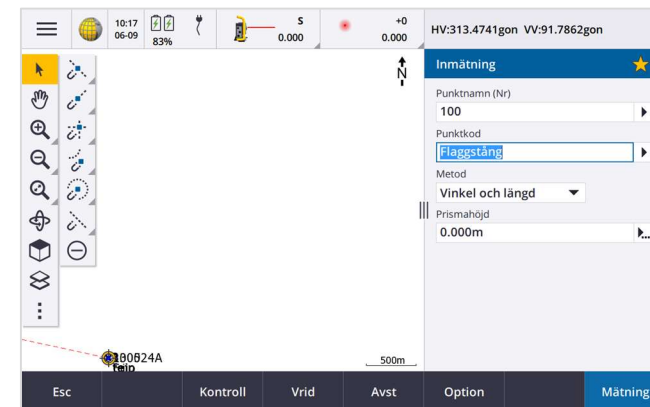 10:17
06-09
83%
S
0.000
+0
0.000
HV:313.4741gon VV:91.7862gon
N
Inmätning
Punktnamn (Nr)
100
Punktkod
Flaggstång
Metod
Vinkel och längd
Prismahöjd
0.000m
...
500m
Esc
Kontroll
Vrid
Avst
Option
Mätning